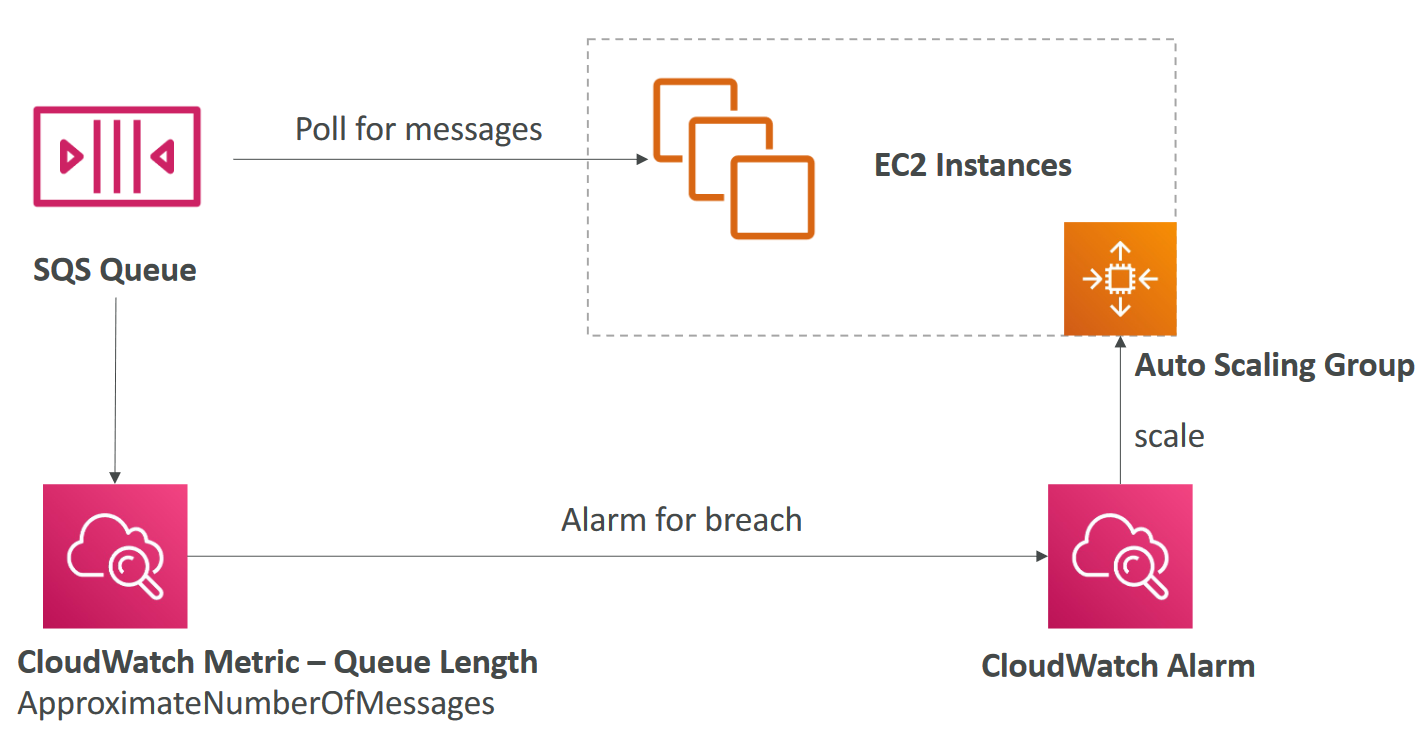 Poll for messages
EC2 Instances
SQS Queue
Auto Scaling Group
scale
Alarm for breach
CloudWatch Metric – Queue Length
ApproximateNumberOfMessages
CloudWatch Alarm